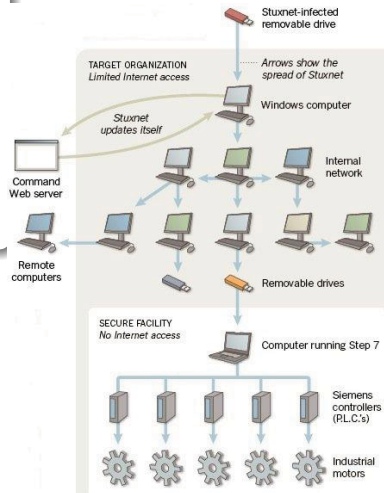 Stuxnet-infected
removable drive
TARGET ORGANIZATION
Limited Internet access
Arrows show the
spread of Stuxnet
Windows computer
Stuxnet
updates itself
Command
Web server
Internal
network
Remote
computers
Removable drives
SECURE FACILITY
No Internet access
Computer running Step 7
Siemens
controllers
(P.L.C.'s)
Industrial
motors